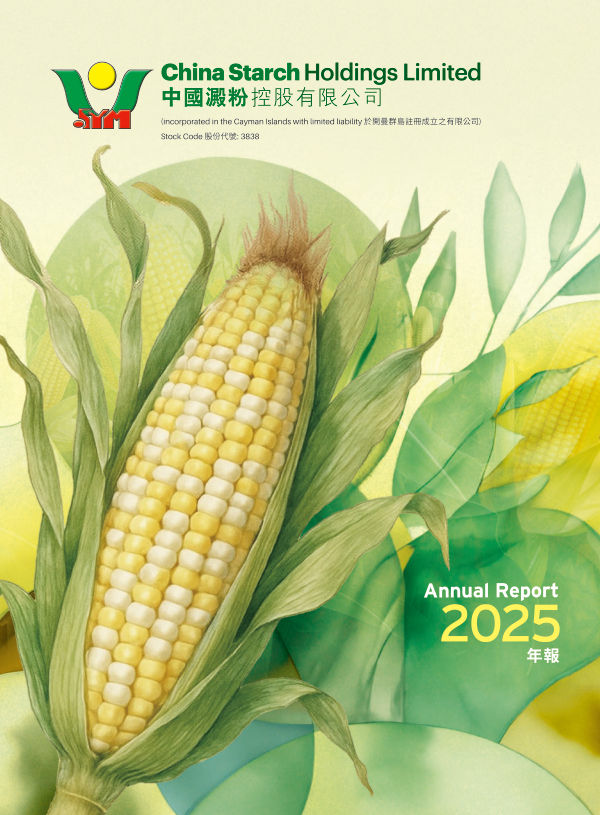 China Starch Holdings Limited
中國澱粉控股有限公司
(incorporated in the Cayman Islands with limited liability 於開曼群島註冊成立之有限公司)
Stock Code 股份代號: 3838
SYM
Annual Report
2025
年報